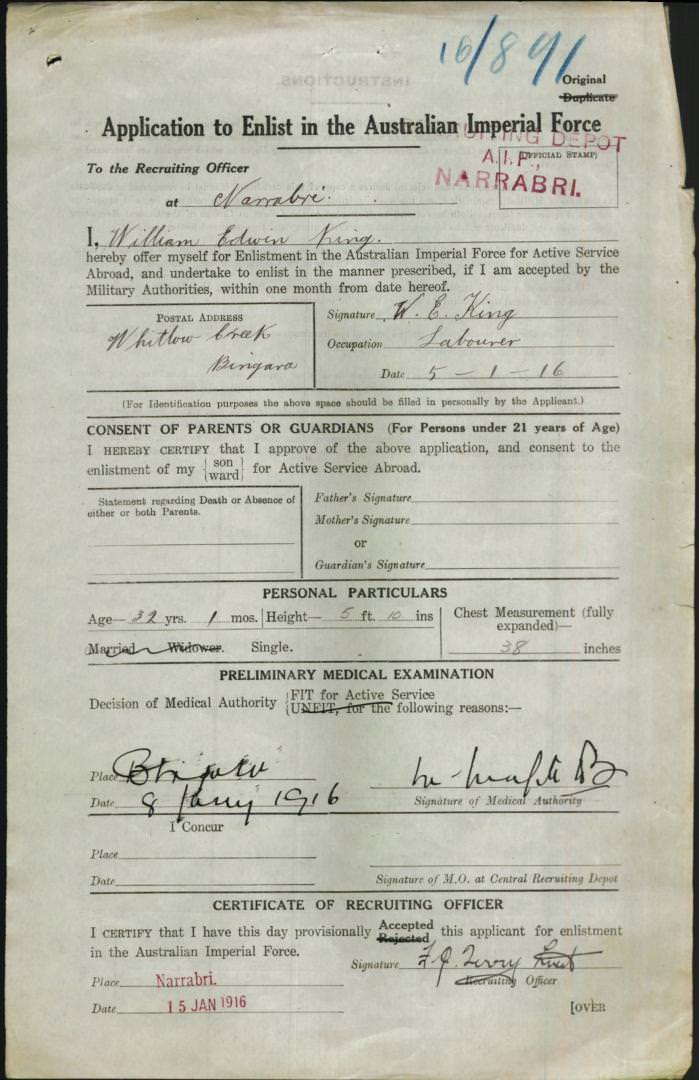 16/891
Original
Duplicate
Application to Enlist in the Australian Imperial Force
RECRUITING DEPOT
A.I.F.,
NARRABRI.
(OFFICIAL STAMP)
To the Recruiting Officer
at Narrabri.
I, William Edwin King.
hereby offer myself for Enlistment in the Australian Imperial Force for Active Service
Abroad, and undertake to enlist in the manner prescribed, if I am accepted by the
Military Authorities, within one month from date hereof.
POSTAL ADDRESS
Whitlow Creek
Bingara
Signature W. E. King
Occupation Labourer
Date 5-1-16
(For Identification purposes the above space should be filled in personally by the Applicant.)
CONSENT OF PARENTS OR GUARDIANS (For Persons under 21 years of Age)
I HEREBY CERTIFY that I approve of the above application, and consent to the
enlistment of my {son ward} for Active Service Abroad.
Statement regarding Death or Absence of
either or both Parents.
Father's Signature
Mother's Signature
or
Guardian's Signature
PERSONAL PARTICULARS
Age— 32 yrs. 1 mos. Height— 5 ft. 10 ins
Chest Measurement (fully
expanded)—
38 inches
(Married Widower. Single.
PRELIMINARY MEDICAL EXAMINATION
Decision of Medical Authority {FIT for Active Service
{UNFIT, for the following reasons:—
Place Bingara
Date 8 Jany 1916
Signature of Medical Authority
I Concur
Place
Date
Signature of M.O. at Central Recruiting Depot
CERTIFICATE OF RECRUITING OFFICER
I CERTIFY that I have this day provisionally Accepted Rejected this applicant for enlistment
in the Australian Imperial Force.
Signature F. J. Terry Lieut
Recruiting Officer
Place Narrabri.
Date 15 JAN 1916
[OVER